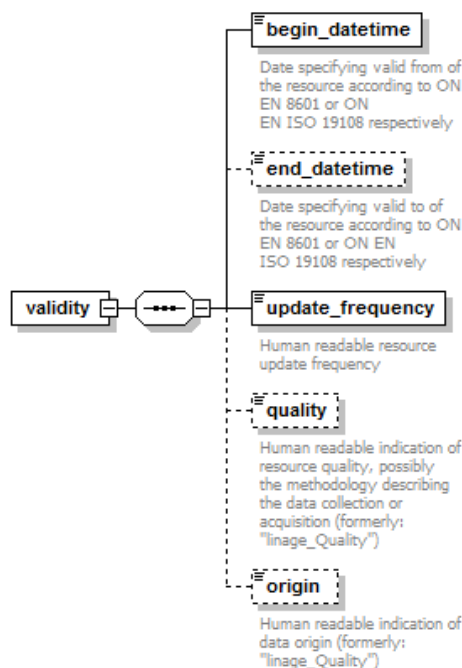 begin_datetime
Date specifying valid from of
the resource according to ON
EN 8601 or ON
EN ISO 19108 respectively
end_datetime
Date specifying valid to of
the resource according to ON
EN 8601 or ON EN
ISO 19108 respectively
validity
update_frequency
Human readable resource
update frequency
quality
Human readable indication of
resource quality, possibly
the methodology describing
the data collection or
acquisition (formerly:
"linage_Quality")
origin
Human readable indication of
data origin (formerly:
"linage_Quality")